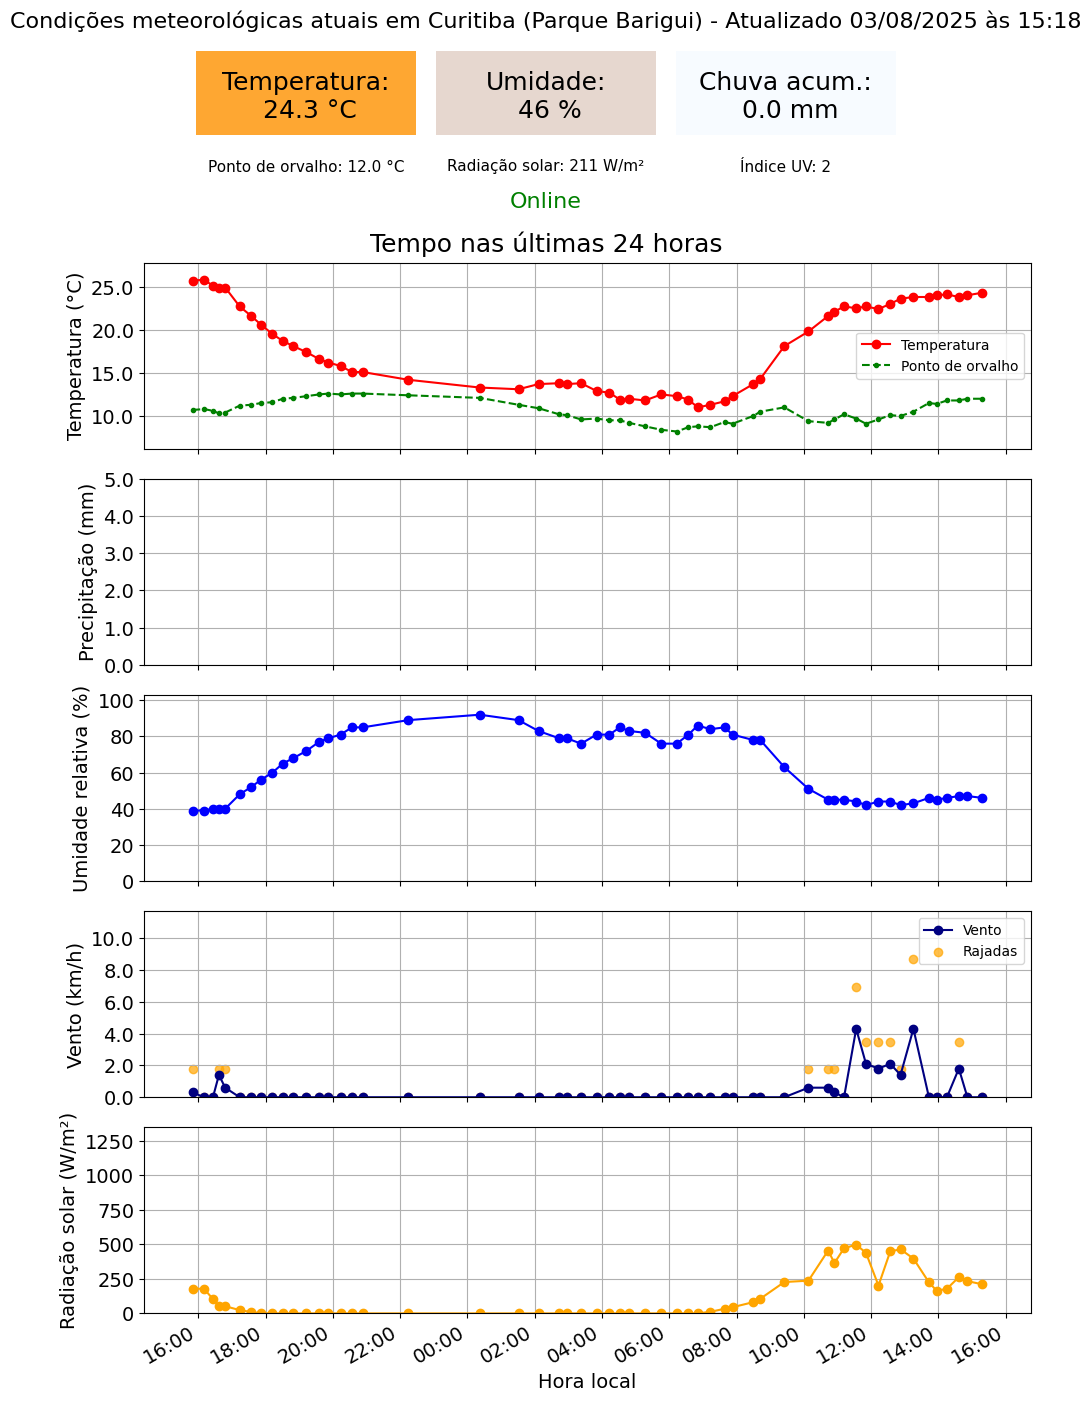 Condições meteorológicas atuais em Curitiba (Parque Barigui) - Atualizado 03/08/2025 às 15:18
Temperatura:
24.3 °C
Umidade:
46 %
Chuva acum.:
0.0 mm
Ponto de orvalho: 12.0 °C
Radiação solar: 211 W/m²
Índice UV: 2
Online
Tempo nas últimas 24 horas
Temperatura (°C)
25.0
20.0
15.0
10.0
Temperatura
Ponto de orvalho
Precipitação (mm)
5.0
4.0
3.0
2.0
1.0
0.0
Umidade relativa (%)
100
80
60
40
20
0
Vento (km/h)
10.0
8.0
6.0
4.0
2.0
0.0
Vento
Rajadas
Radiação solar (W/m²)
1250
1000
750
500
250
0
16:00
18:00
20:00
22:00
00:00
02:00
04:00
06:00
08:00
10:00
12:00
14:00
16:00
Hora local